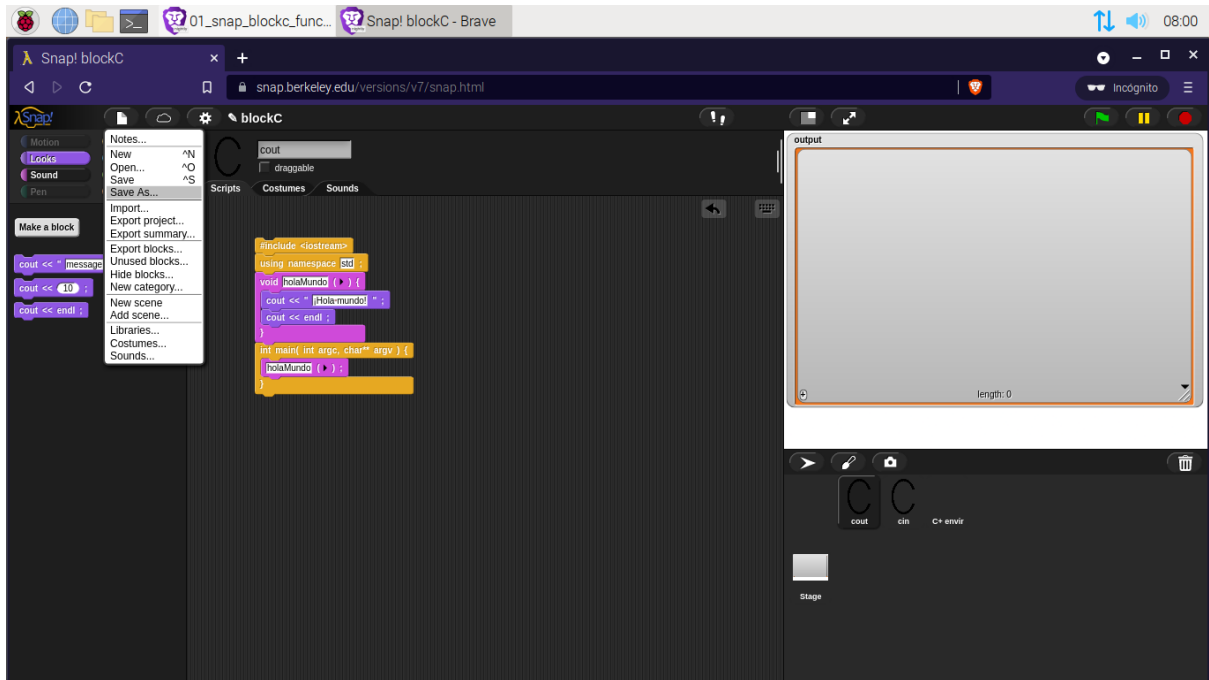 01_snap_blockc_func...
Snap! blockC - Brave
08:00
λ Snap! blockC
snap.berkeley.edu/versions/v7/snap.html
Incógnito
Snap!
blockC
Motion
Looks
Sound
Pen
Make a block
cout << " message
cout << 10 ;
cout << endl ;
Notes...
New ^N
Open... ^O
Save ^S
Save As...
Import...
Export project...
Export summary...
Export blocks...
Unused blocks...
Hide blocks...
New category...
New scene
Add scene...
Libraries...
Costumes...
Sounds...
cout
draggable
Scripts Costumes Sounds
#include <iostream>
using namespace std ;
void holaMundo ( ) {
cout << " ¡Hola-mundo! " ;
cout << endl ;
}
int main( int argc, char** argv ) {
holaMundo ( ) ;
}
output
length: 0
cout cin C+ envir
Stage